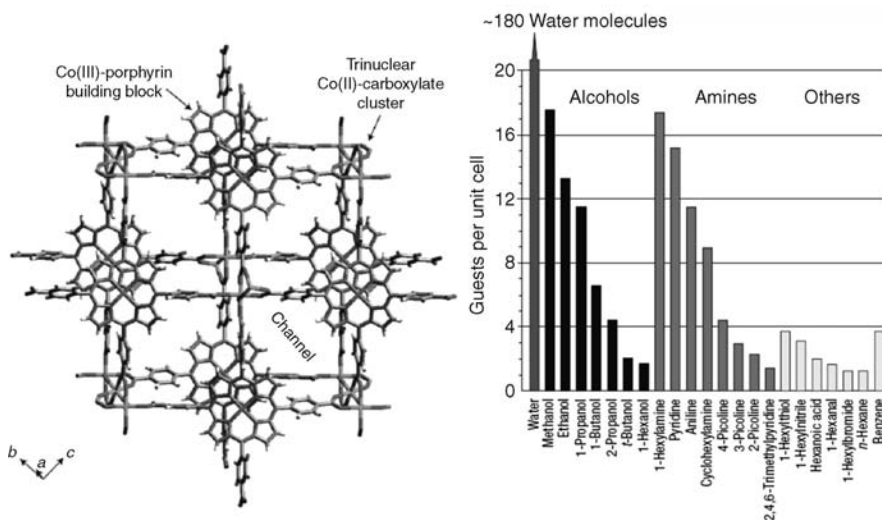 Co(III)-porphyrin
building block
Trinuclear
Co(II)-carboxylate
cluster
Channel
b
a
c
~180 Water molecules
20
16
12
8
4
0
Guests per unit cell
Alcohols
Amines
Others
Water
Methanol
Ethanol
1-Propanol
1-Butanol
2-Propanol
t-Butanol
1-Hexanol
1-Hexylamine
Pyridine
Aniline
Cyclohexylamine
4-Picoline
3-Picoline
2-Picoline
2,4,6-Trimethylpyridine
1-Hexylthiol
1-Hexylnitrile
Hexanoic acid
1-Hexanal
1-Hexylbromide
n-Hexane
Benzene